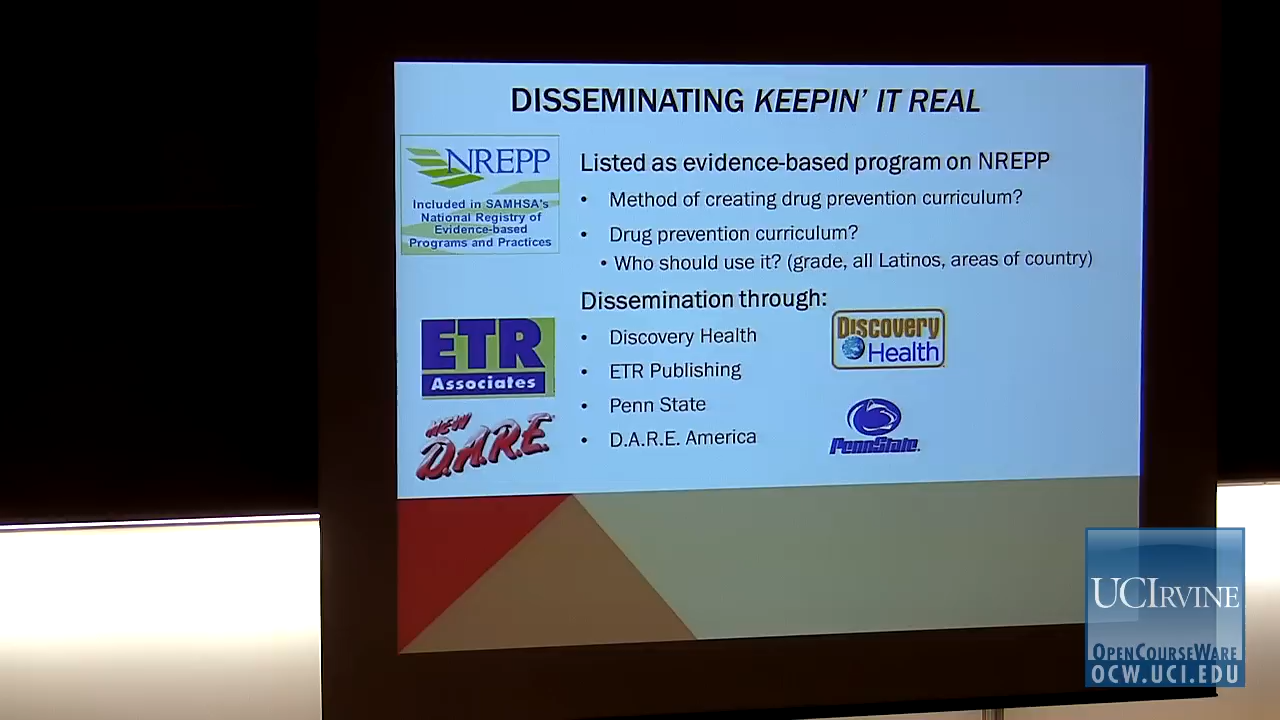 DISSEMINATING KEEPIN' IT REAL
NREPP
Included in SAMHSA's
National Registry of
Evidence-based
Programs and Practices
Listed as evidence-based program on NREPP
• Method of creating drug prevention curriculum?
• Drug prevention curriculum?
• Who should use it? (grade, all Latinos, areas of country)
Dissemination through:
• Discovery Health
• ETR Publishing
• Penn State
• D.A.R.E. America
ETR
Associates
NEW
D.A.R.E.
Discovery
Health
PennState
UCIRVINE
OPENCOURSEWARE
OCW.UCI.EDU